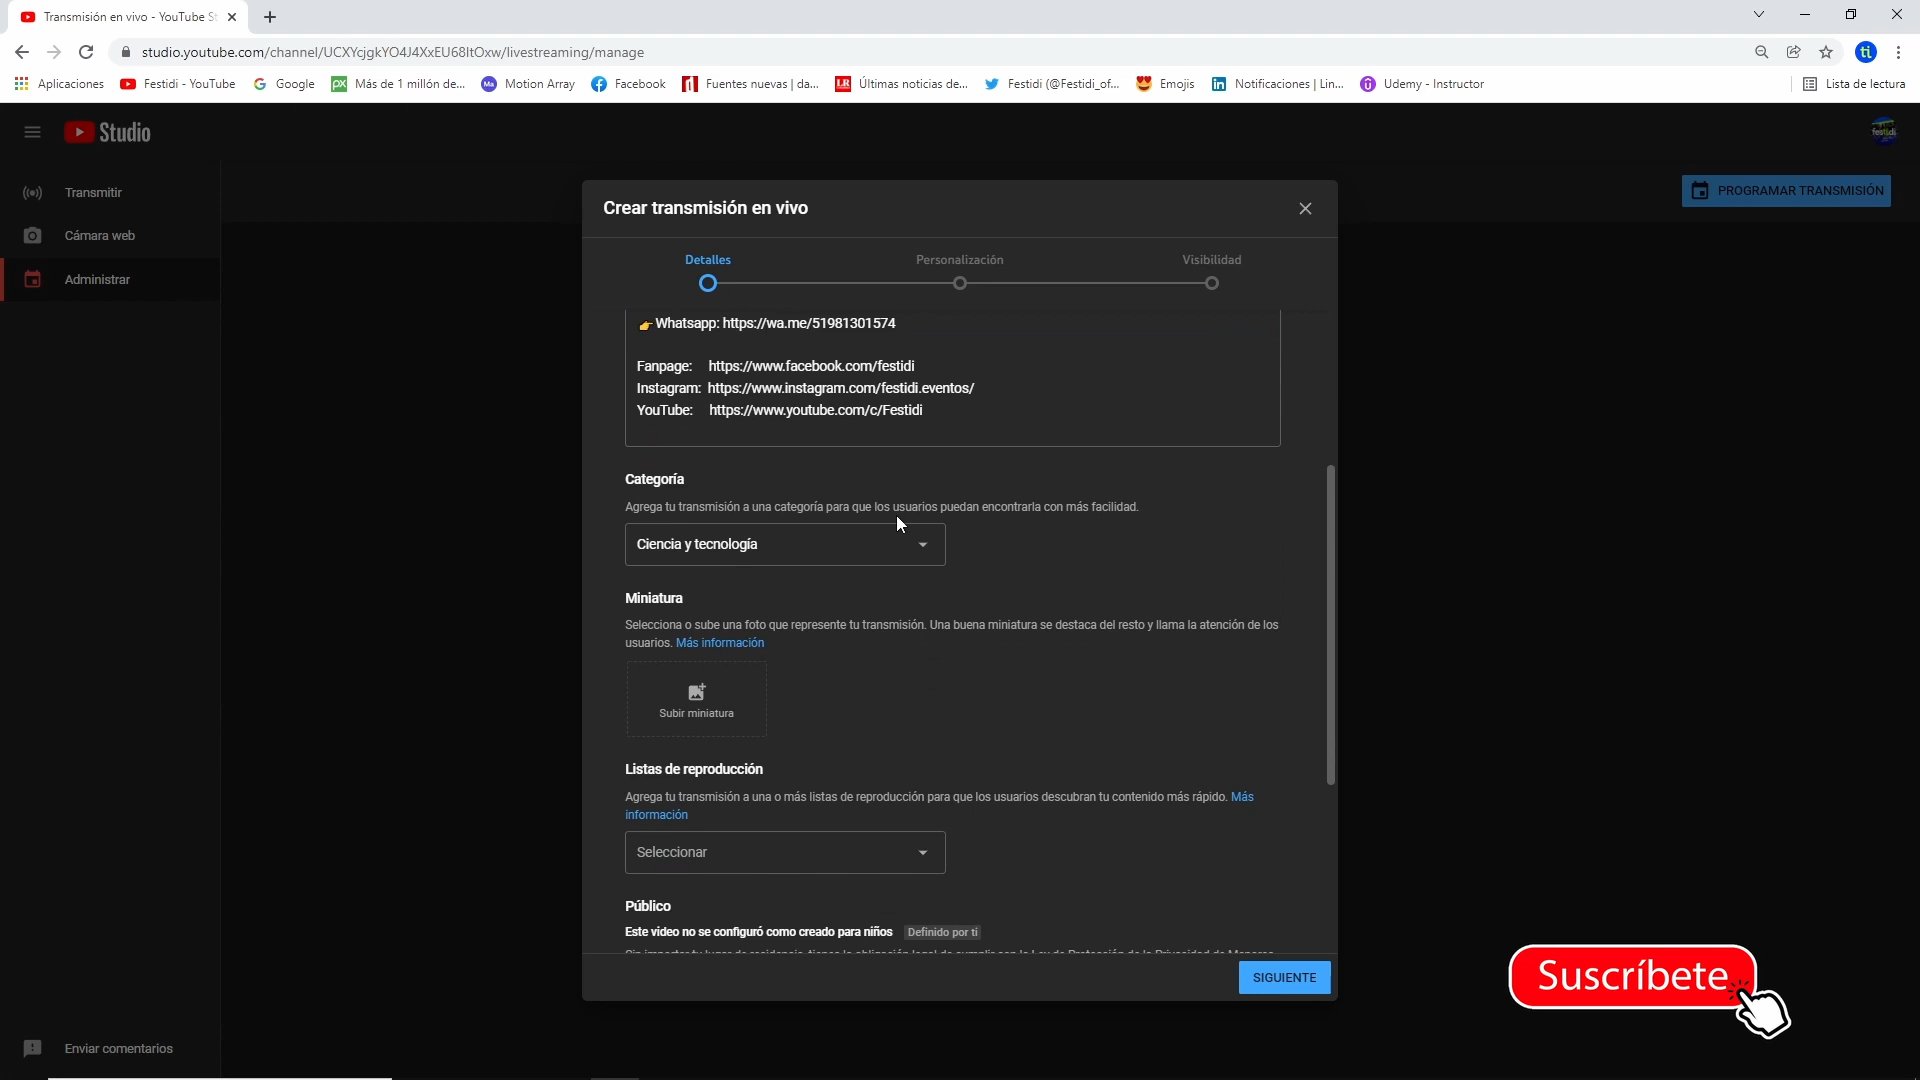 Transmisión en vivo - YouTube St
studio.youtube.com/channel/UCXYcjgkYO4J4XxEU68ltOxw/livestreaming/manage
ti
Aplicaciones
Festidi - YouTube
Google
Más de 1 millón de...
Motion Array
Facebook
Fuentes nuevas | da...
Últimas noticias de...
Festidi (@Festidi_of...
Emojis
Notificaciones | Lin...
Udemy - Instructor
Lista de lectura
Studio
festidi
Transmitir
Cámara web
Administrar
PROGRAMAR TRANSMISIÓN
Crear transmisión en vivo
Detalles
Personalización
Visibilidad
👉Whatsapp: https://wa.me/51981301574
Fanpage: https://www.facebook.com/festidi
Instagram: https://www.instagram.com/festidi.eventos/
YouTube: https://www.youtube.com/c/Festidi
Categoría
Agrega tu transmisión a una categoría para que los usuarios puedan encontrarla con más facilidad.
Ciencia y tecnología
Miniatura
Selecciona o sube una foto que represente tu transmisión. Una buena miniatura se destaca del resto y llama la atención de los
usuarios. Más información
Subir miniatura
Listas de reproducción
Agrega tu transmisión a una o más listas de reproducción para que los usuarios descubran tu contenido más rápido. Más
información
Seleccionar
Público
Este video no se configuró como creado para niños Definido por ti
SIGUIENTE
Suscríbete
Enviar comentarios